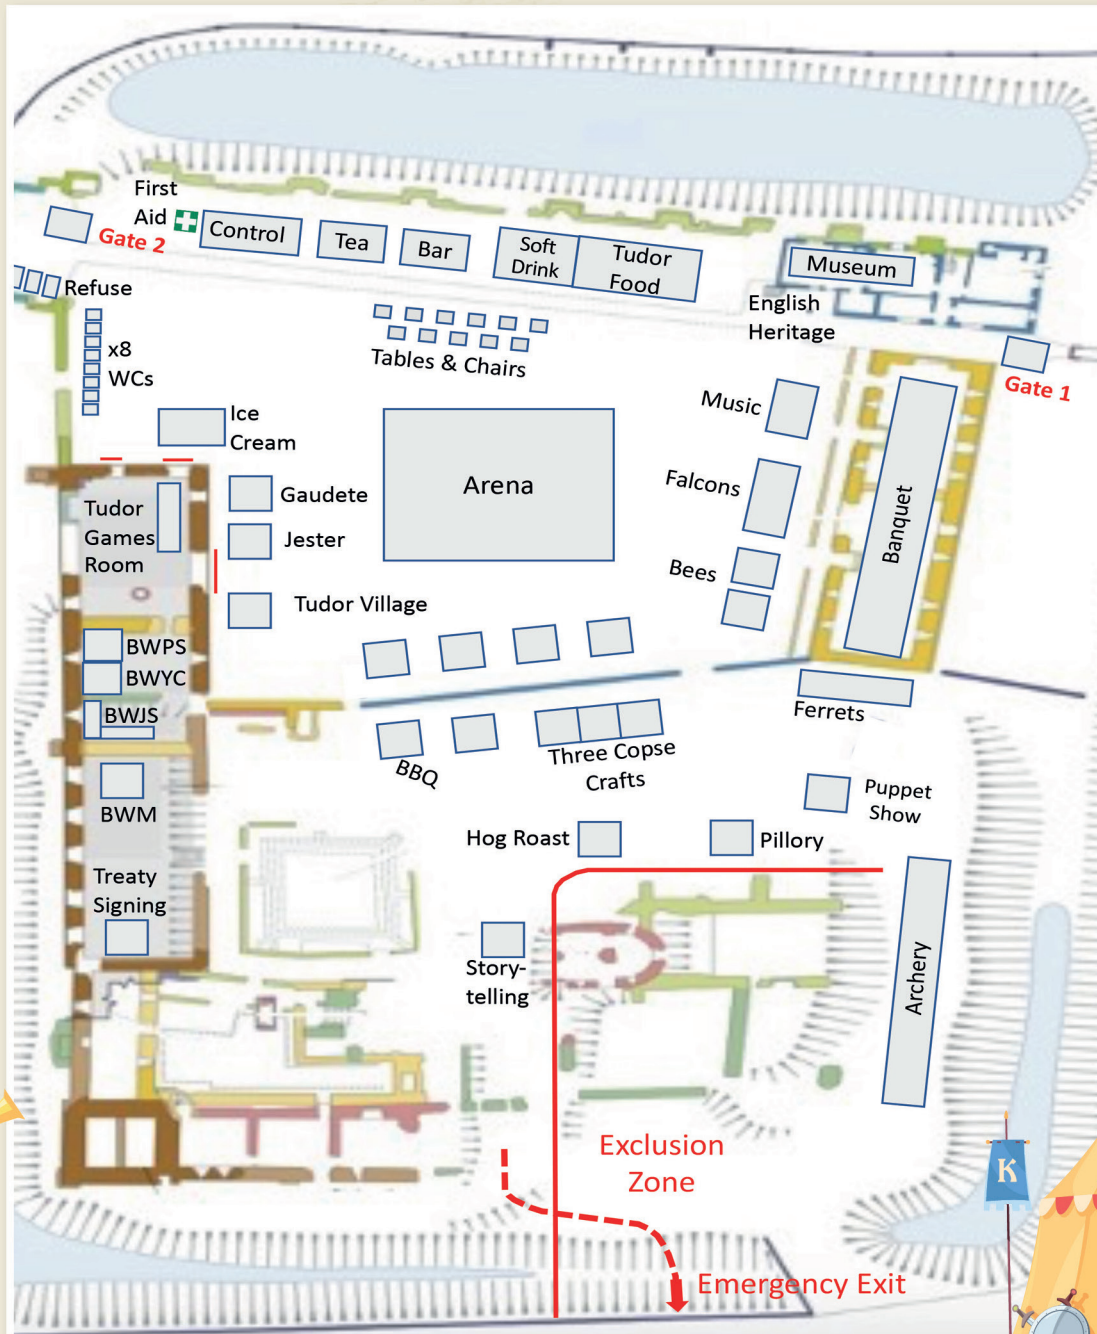 First
Aid
Gate 2
Control
Tea
Bar
Soft
Drink
Tudor
Food
Museum
English
Heritage
Gate 1
Refuse
x8
WCs
Tables & Chairs
Ice
Cream
Music
Arena
Falcons
Banquet
Gaudete
Jester
Tudor
Games
Room
Bees
Tudor Village
BWPS
BWYC
BWJS
Ferrets
BBQ
Three Copse
Crafts
BWM
Puppet
Show
Hog Roast
Pillory
Treaty
Signing
Story-
telling
Archery
Exclusion
Zone
K
Emergency Exit